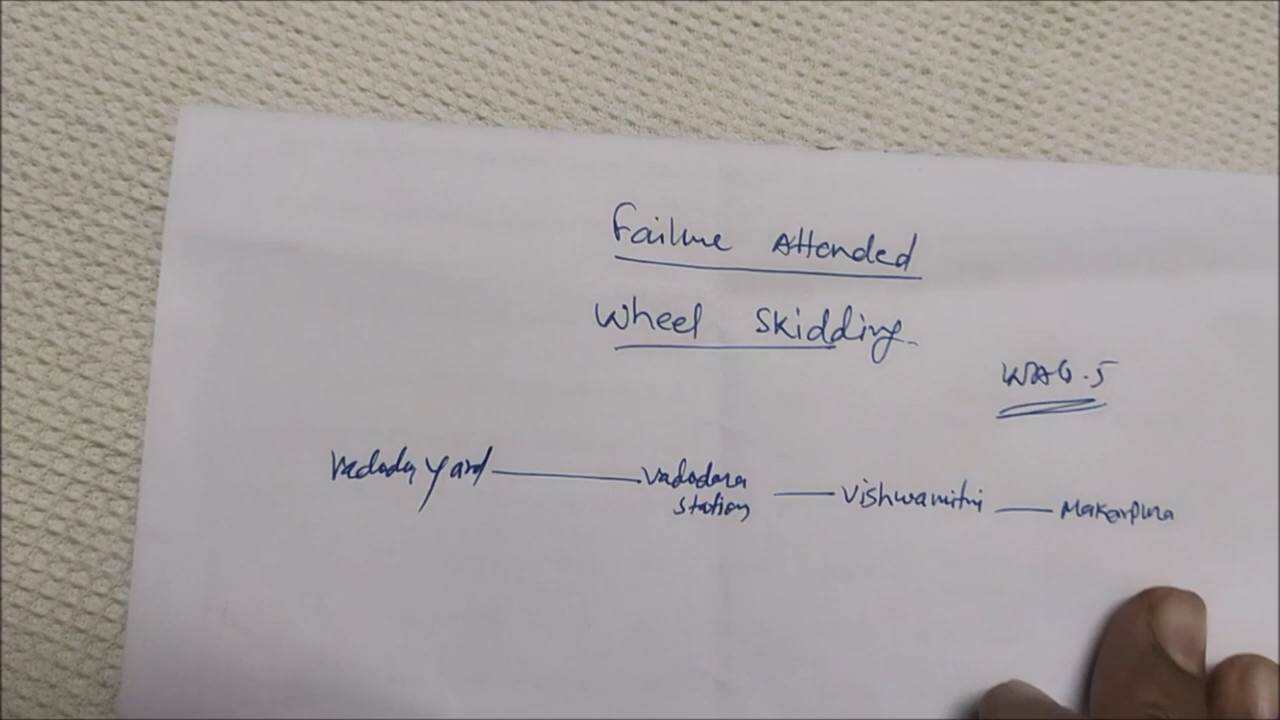 Failure Attended
Wheel Skidding.
WAG.5
Vadodara yard — Vadodara station — Vishwamitri — Makarpura